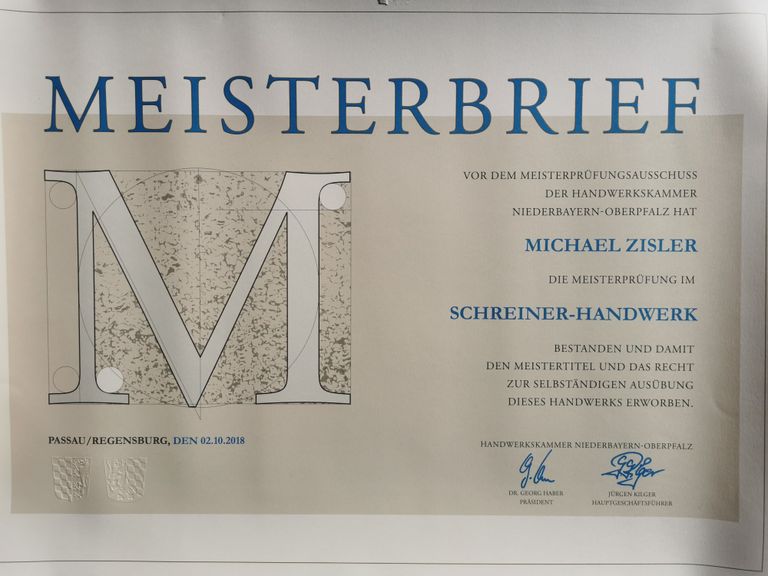 MEISTERBRIEF
VOR DEM MEISTERPRÜFUNGSAUSSCHUSS
DER HANDWERKSKAMMER
NIEDERBAYERN-OBERPFALZ HAT
MICHAEL ZISLER
DIE MEISTERPRÜFUNG IM
SCHREINER-HANDWERK
BESTANDEN UND DAMIT
DEN MEISTERTITEL UND DAS RECHT
ZUR SELBSTÄNDIGEN AUSÜBUNG
DIESES HANDWERKS ERWORBEN.
M
PASSAU/REGENSBURG, DEN 02.10.2018
HANDWERKSKAMMER NIEDERBAYERN-OBERPFALZ
DR. GEORG HABER
PRÄSIDENT
JÜRGEN KILGER
HAUPTGESCHÄFTSFÜHRER